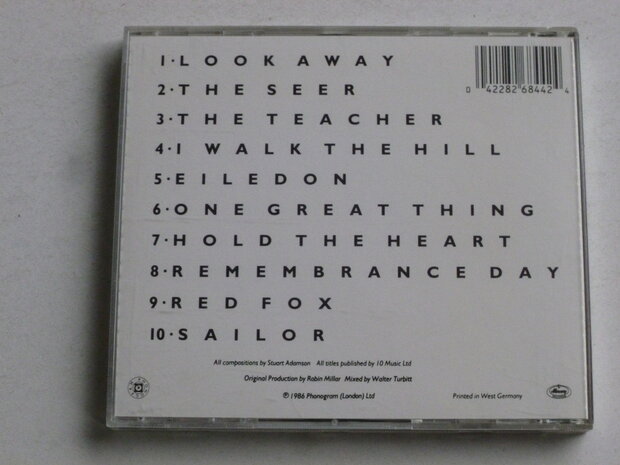 1·LOOK AWAY
2·THE SEER
3·THE TEACHER
4·I WALK THE HILL
5·EILEDON
6·ONE GREAT THING
7·HOLD THE HEART
8·REMEMBRANCE DAY
9·RED FOX
10·SAILOR
0 42282 68442 4
All compositions by Stuart Adamson All titles published by 10 Music Ltd
Original Production by Robin Millar Mixed by Walter Turbitt
℗ 1986 Phonogram (London) Ltd
Printed in West Germany